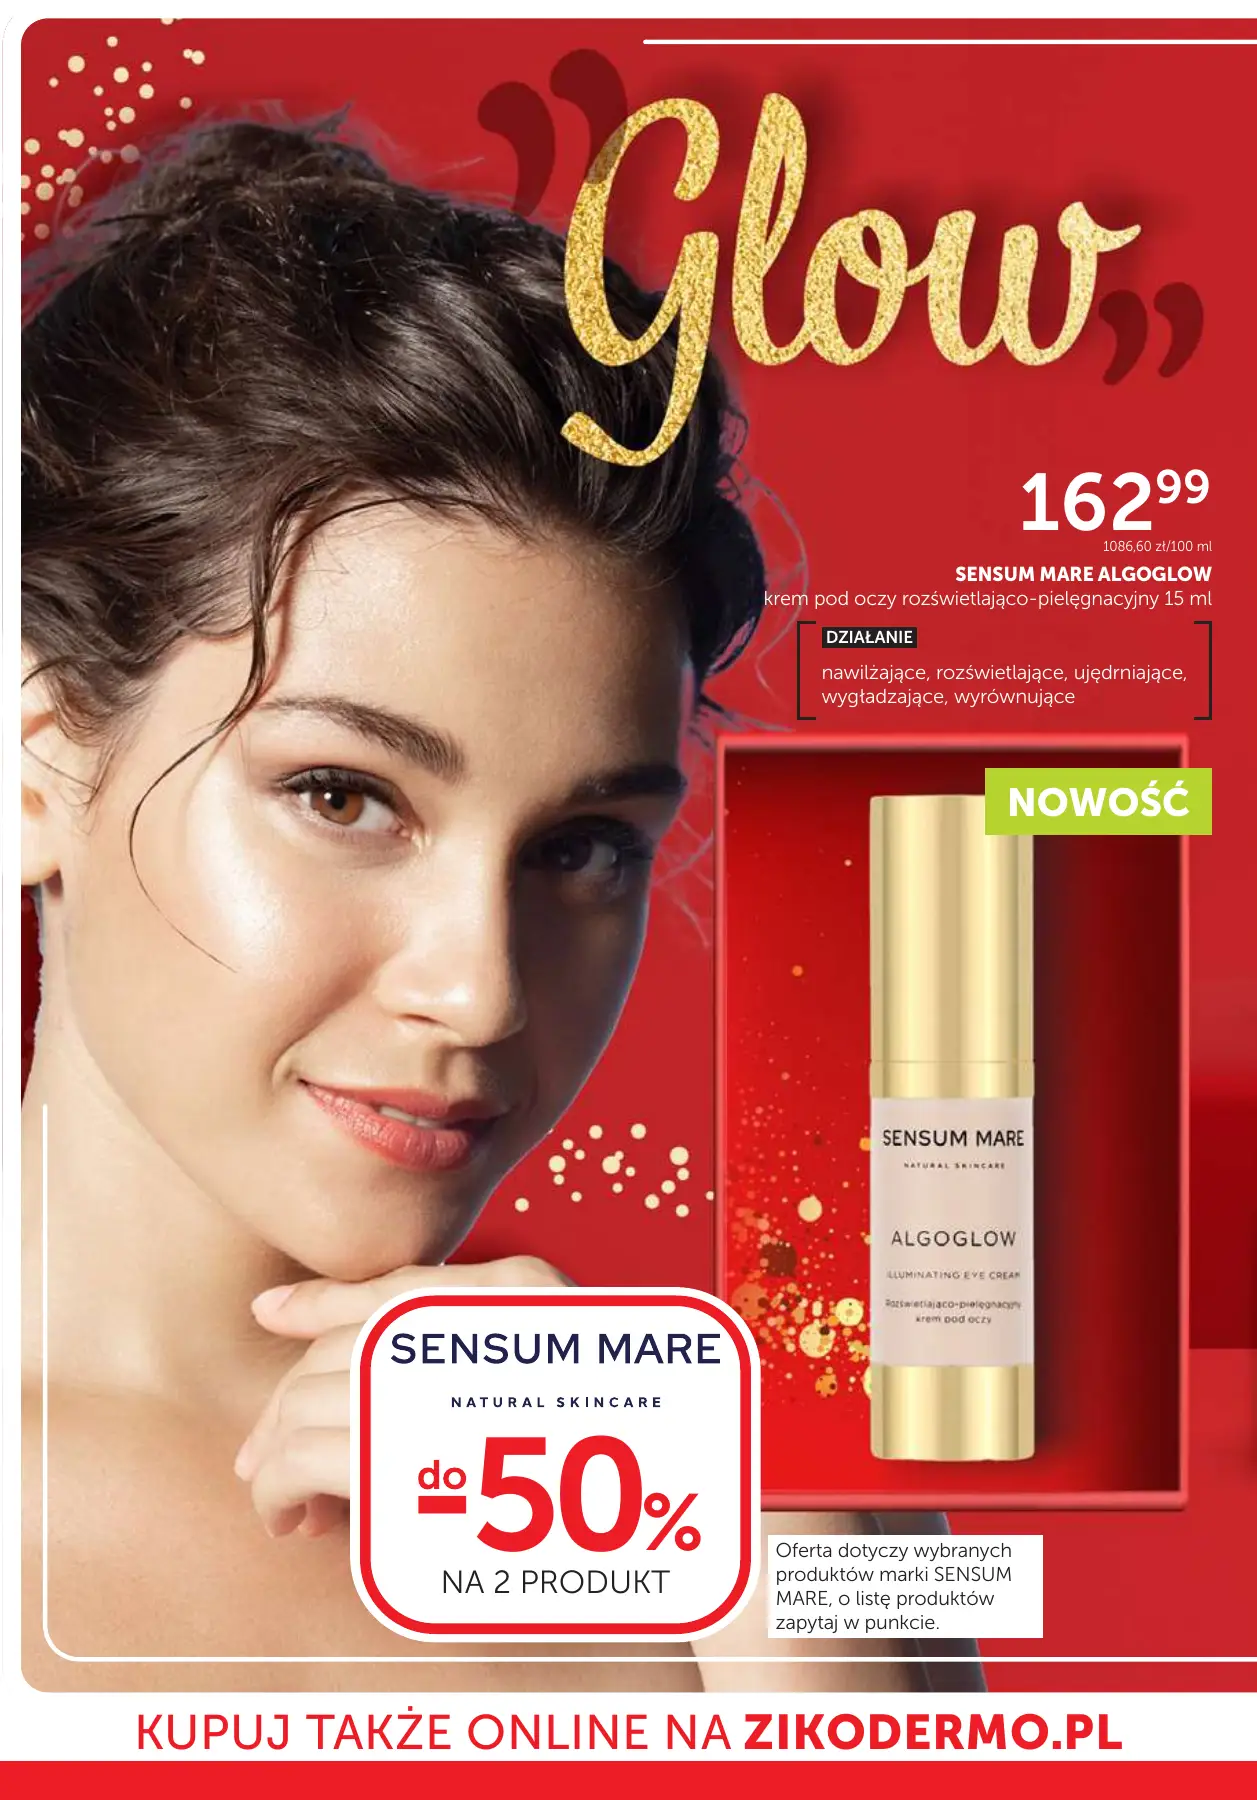 „Glow”
162⁹⁹
1086,60 zł/100 ml
SENSUM MARE ALGOGLOW
krem pod oczy rozświetlająco-pielęgnacyjny 15 ml
DZIAŁANIE
nawilżające, rozświetlające, ujędrniające,
wygładzające, wyrównujące
NOWOŚĆ
SENSUM MARE
NATURAL SKINCARE
ALGOGLOW
ILLUMINATING EYE CREAM
Rozświetlająco-pielęgnacyjny
krem pod oczy
SENSUM MARE
NATURAL SKINCARE
do -50%
NA 2 PRODUKT
Oferta dotyczy wybranych
produktów marki SENSUM
MARE, o listę produktów
zapytaj w punkcie.
KUPUJ TAKŻE ONLINE NA ZIKODERMO.PL